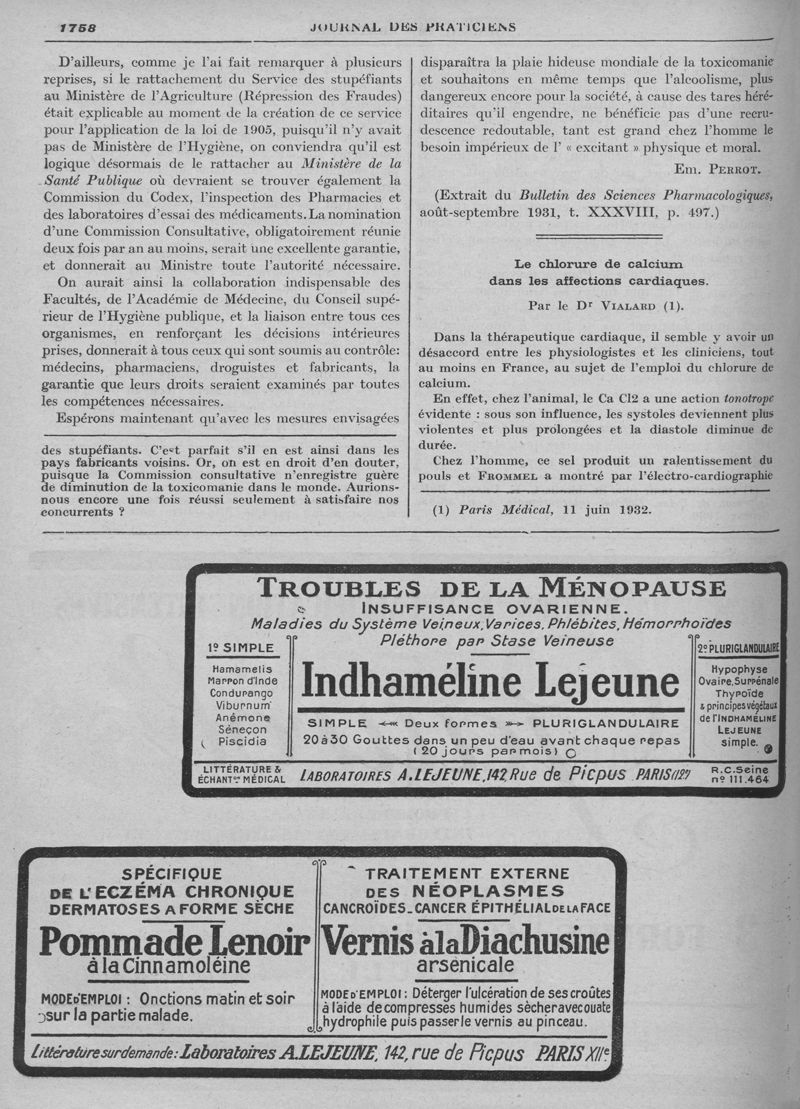 1758
JOURNAL DES PRATICIENS
D'ailleurs, comme je l'ai fait remarquer à plusieurs
reprises, si le rattachement du Service des stupéfiants
au Ministère de l'Agriculture (Répression des Fraudes)
était explicable au moment de la création de ce service
pour l'application de la loi de 1905, puisqu'il n'y avait
pas de Ministère de l'Hygiène, on conviendra qu'il est
logique désormais de le rattacher au Ministère de la
Santé Publique où devraient se trouver également la
Commission du Codex, l'inspection des Pharmacies et
des laboratoires d'essai des médicaments. La nomination
d'une Commission Consultative, obligatoirement réunie
deux fois par an au moins, serait une excellente garantie,
et donnerait au Ministre toute l'autorité nécessaire.
On aurait ainsi la collaboration indispensable des
Facultés, de l'Académie de Médecine, du Conseil supé-
rieur de l'Hygiène publique, et la liaison entre tous ces
organismes, en renforçant les décisions intérieures
prises, donnerait à tous ceux qui sont soumis au contrôle:
médecins, pharmaciens, droguistes et fabricants, la
garantie que leurs droits seraient examinés par toutes
les compétences nécessaires.
Espérons maintenant qu'avec les mesures envisagées
des stupéfiants. C'est parfait s'il en est ainsi dans les
pays fabricants voisins. Or, on est en droit d'en douter,
puisque la Commission consultative n'enregistre guère
de diminution de la toxicomanie dans le monde. Aurions-
nous encore une fois réussi seulement à satisfaire nos
concurrents ?
disparaîtra la plaie hideuse mondiale de la toxicomanie
et souhaitons en même temps que l'alcoolisme, plus
dangereux encore pour la société, à cause des tares héré-
ditaires qu'il engendre, ne bénéficie pas d'une recru-
descence redoutable, tant est grand chez l'homme le
besoin impérieux de l' « excitant » physique et moral.
Em. PERROT.
(Extrait du Bulletin des Sciences Pharmacologiques,
août-septembre 1931, t. XXXVIII, p. 497.)
Le chlorure de calcium
dans les affections cardiaques.
Par le Dr VIALARD (1).
Dans la thérapeutique cardiaque, il semble y avoir un
désaccord entre les physiologistes et les cliniciens, tout
au moins en France, au sujet de l'emploi du chlorure de
calcium.
En effet, chez l'animal, le Ca Cl2 a une action tonotrope
évidente : sous son influence, les systoles deviennent plus
violentes et plus prolongées et la diastole diminue de
durée.
Chez l'homme, ce sel produit un ralentissement du
pouls et FROMMEL a montré par l'électro-cardiographie
(1) Paris Médical, 11 juin 1932.
TROUBLES DE LA MÉNOPAUSE
INSUFFISANCE OVARIENNE.
Maladies du Système Veineux, Varices, Phlébites, Hémorrhoïdes
Pléthore par Stase Veineuse
1º SIMPLE
Hamamelis
Marron d'Inde
Condurango
Viburnum
Anémone
Séneçon
Piscidia
Indhaméline Lejeune
SIMPLE Deux formes PLURIGLANDULAIRE
20 à 30 Gouttes dans un peu d'eau avant chaque repas
(20 jours par mois)
2º PLURIGLANDULAIRE
Hypophyse
Ovaire, Surrénale
Thyroïde
& principes végétaux
de l'INDHAMÉLINE
LEJEUNE
simple.
LITTÉRATURE &
ÉCHANTns MÉDICAL
LABORATOIRES A. LEJEUNE, 142, Rue de Picpus PARIS (12e)
R.C. Seine
nº 111.464
SPÉCIFIQUE
DE L'ECZÉMA CHRONIQUE
DERMATOSES A FORME SÈCHE
Pommade Lenoir
à la Cinnamoléine
MODE D'EMPLOI : Onctions matin et soir
sur la partie malade.
TRAITEMENT EXTERNE
DES NÉOPLASMES
CANCROÏDES_CANCER ÉPITHÉLIAL DE LA FACE
Vernis à la Diachusine
arsenicale
MODE D'EMPLOI : Déterger l'ulcération de ses croûtes
à l'aide de compresses humides sècher avec ouate
hydrophile puis passer le vernis au pinceau.
Littérature sur demande : Laboratoires A. LEJEUNE, 142, rue de Picpus PARIS XIIe.